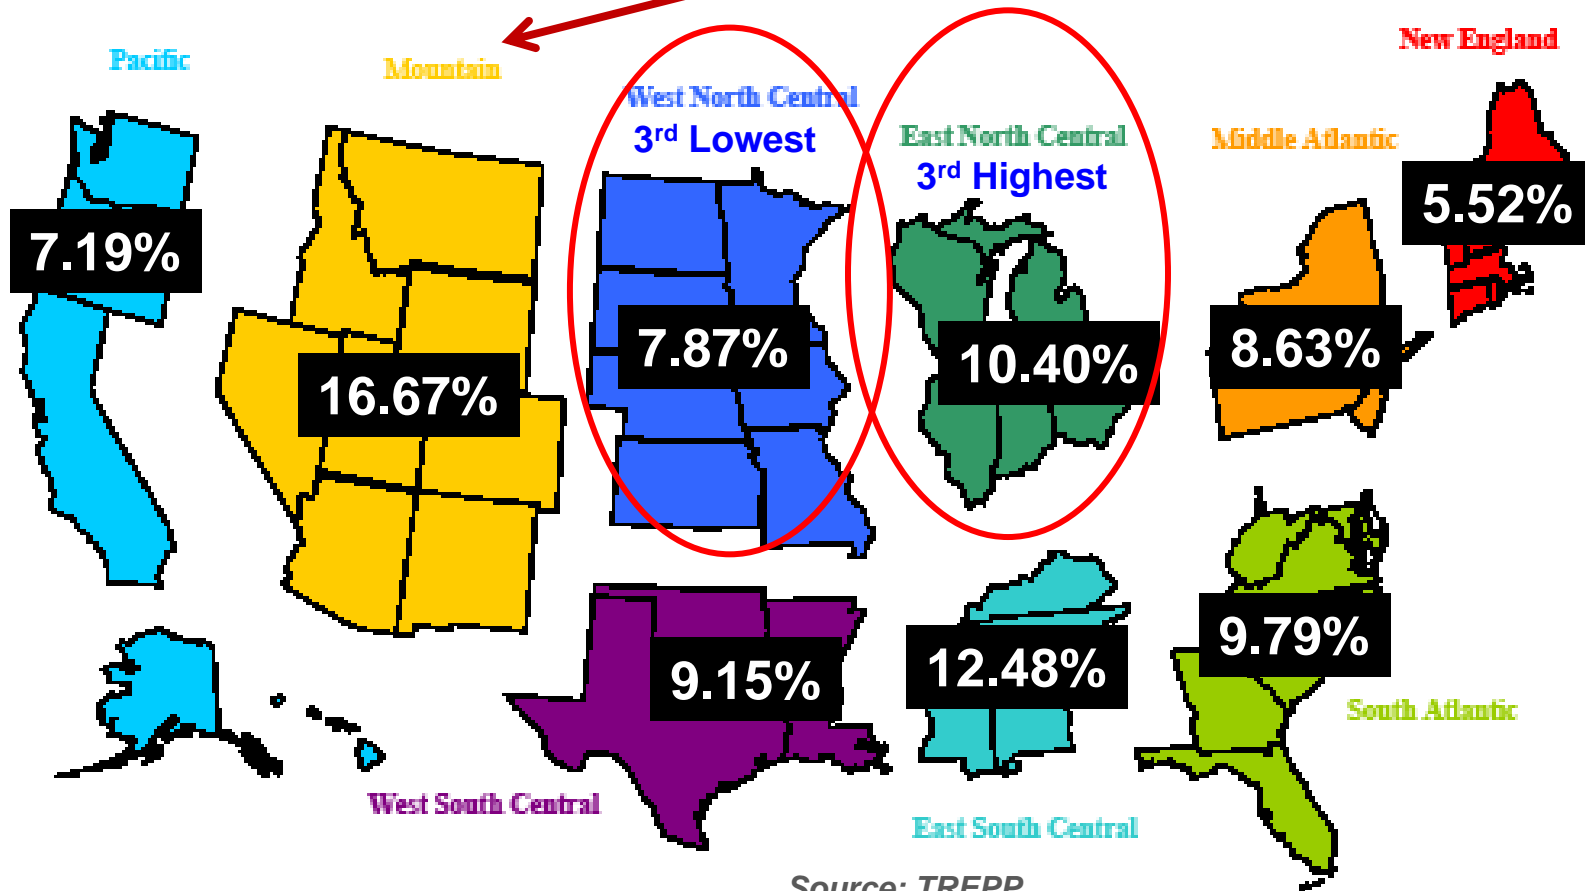 Pacific
Mountain
West North Central
3rd Lowest
East North Central
3rd Highest
Middle Atlantic
New England
7.19%
16.67%
7.87%
10.40%
8.63%
5.52%
9.15%
12.48%
9.79%
West South Central
East South Central
South Atlantic
Source: TREPP